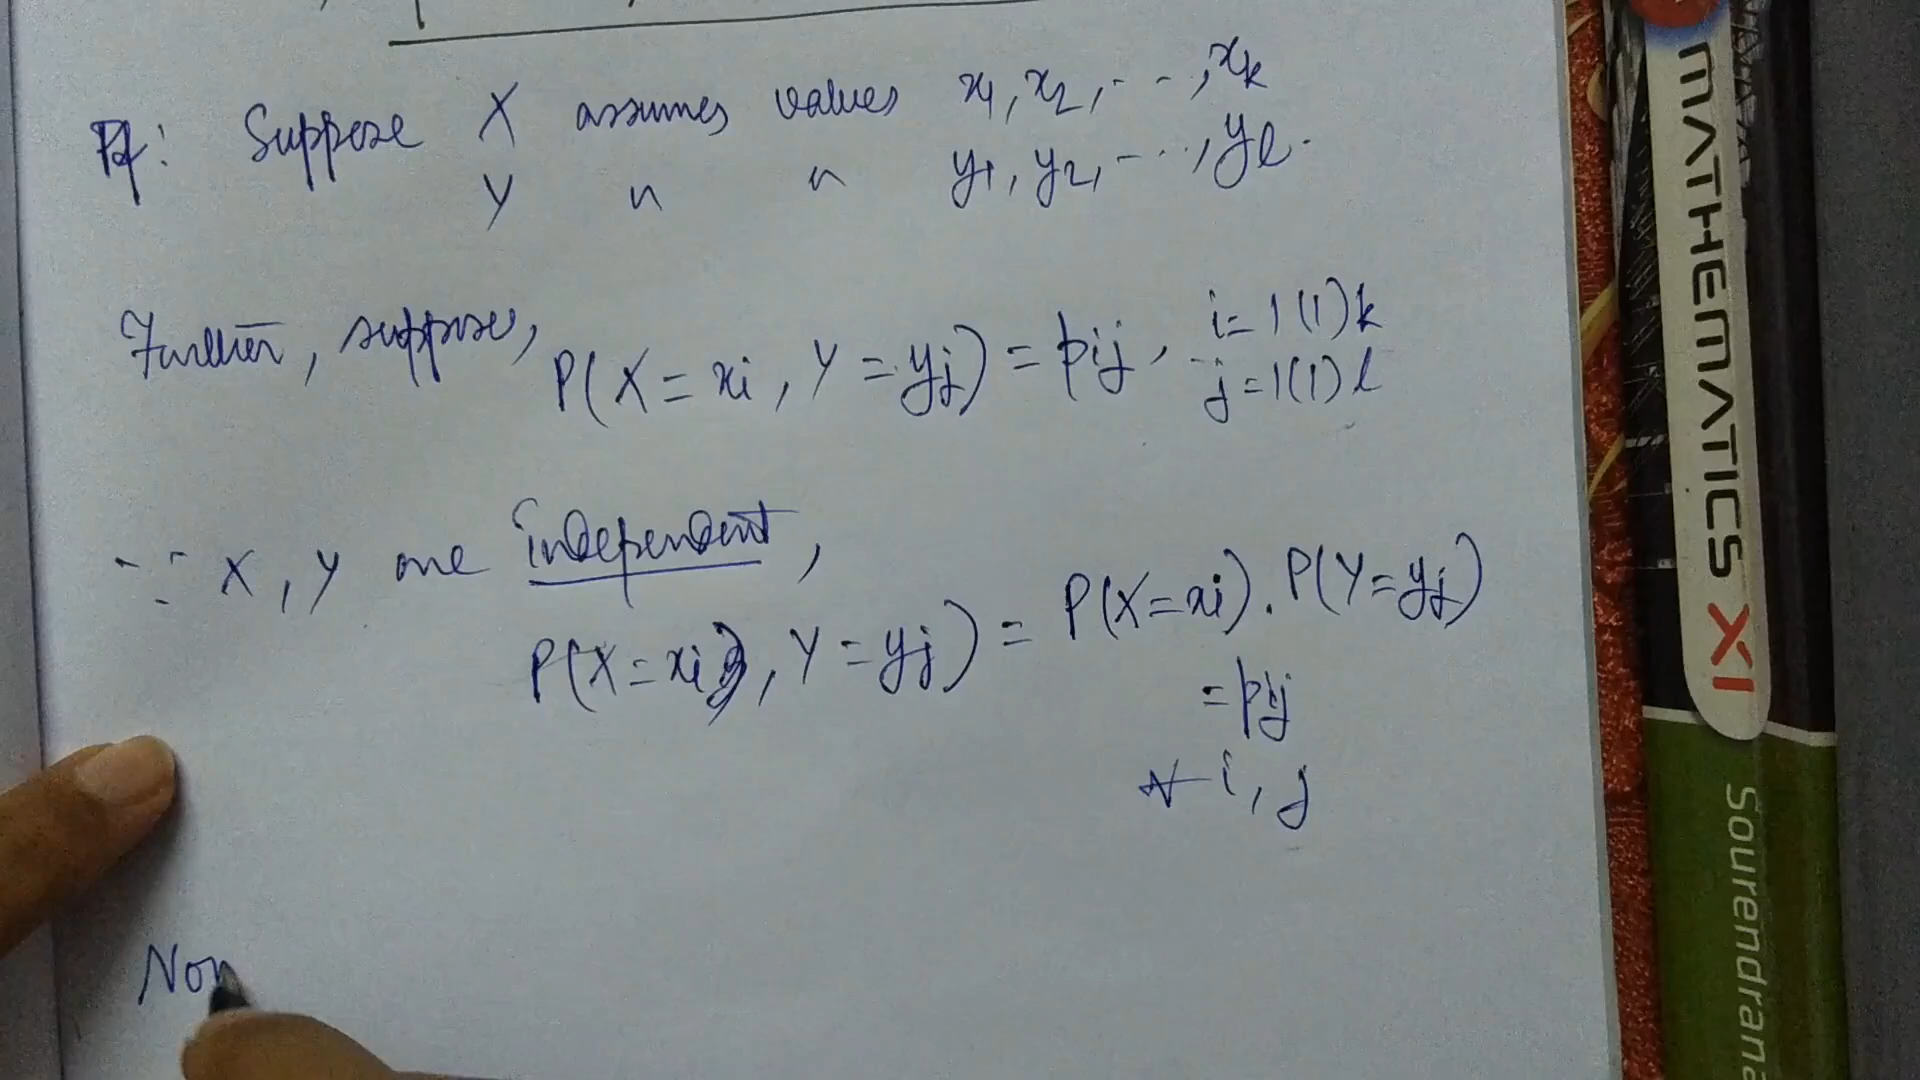 Pf: Suppose X assumes values x1, x2, ..., xk
Y " " y1, y2, ..., yl.
Further, suppose,
P(X = xi, Y = yj) = pij, i = 1(1)k
j = 1(1)l
∵ X, Y are independent,
P(X = xi, Y = yj) = P(X = xi). P(Y = yj)
= pij
∀ i, j
Now
MATHEMATICS XI
Sourendrana